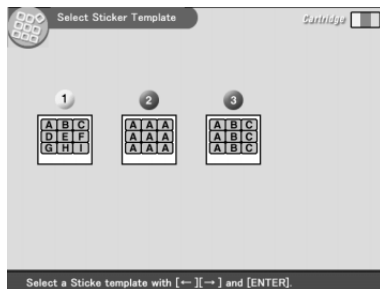 Select Sticker Template
Cartridge
1 2 3
A B C A A A A B C
D E F A A A A B C
G H I A A A A B C
Select a Sticke template with [← ][→ ] and [ENTER].